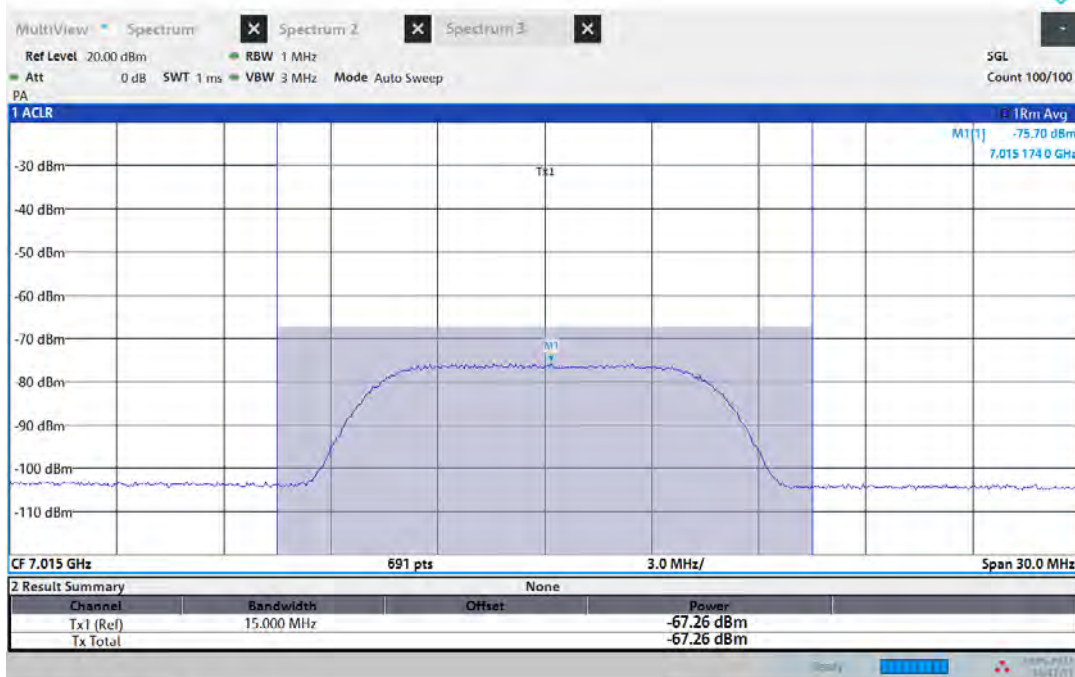 MultiView Spectrum X Spectrum 2 X Spectrum 3 X
Ref Level 20.00 dBm RBW 1 MHz SGL
Att 0 dB SWT 1 ms VBW 3 MHz Mode Auto Sweep Count 100/100
PA
1 ACLR 1Rm Avg
M1[1] -75.70 dBm
7.015 174 0 GHz
-30 dBm
Tx1
-40 dBm
-50 dBm
-60 dBm
-70 dBm
M1
-80 dBm
-90 dBm
-100 dBm
-110 dBm
CF 7.015 GHz 691 pts 3.0 MHz/ Span 30.0 MHz
2 Result Summary None
Channel Bandwidth Offset Power
Tx1 (Ref) 15.000 MHz -67.26 dBm
Tx Total -67.26 dBm
Ready